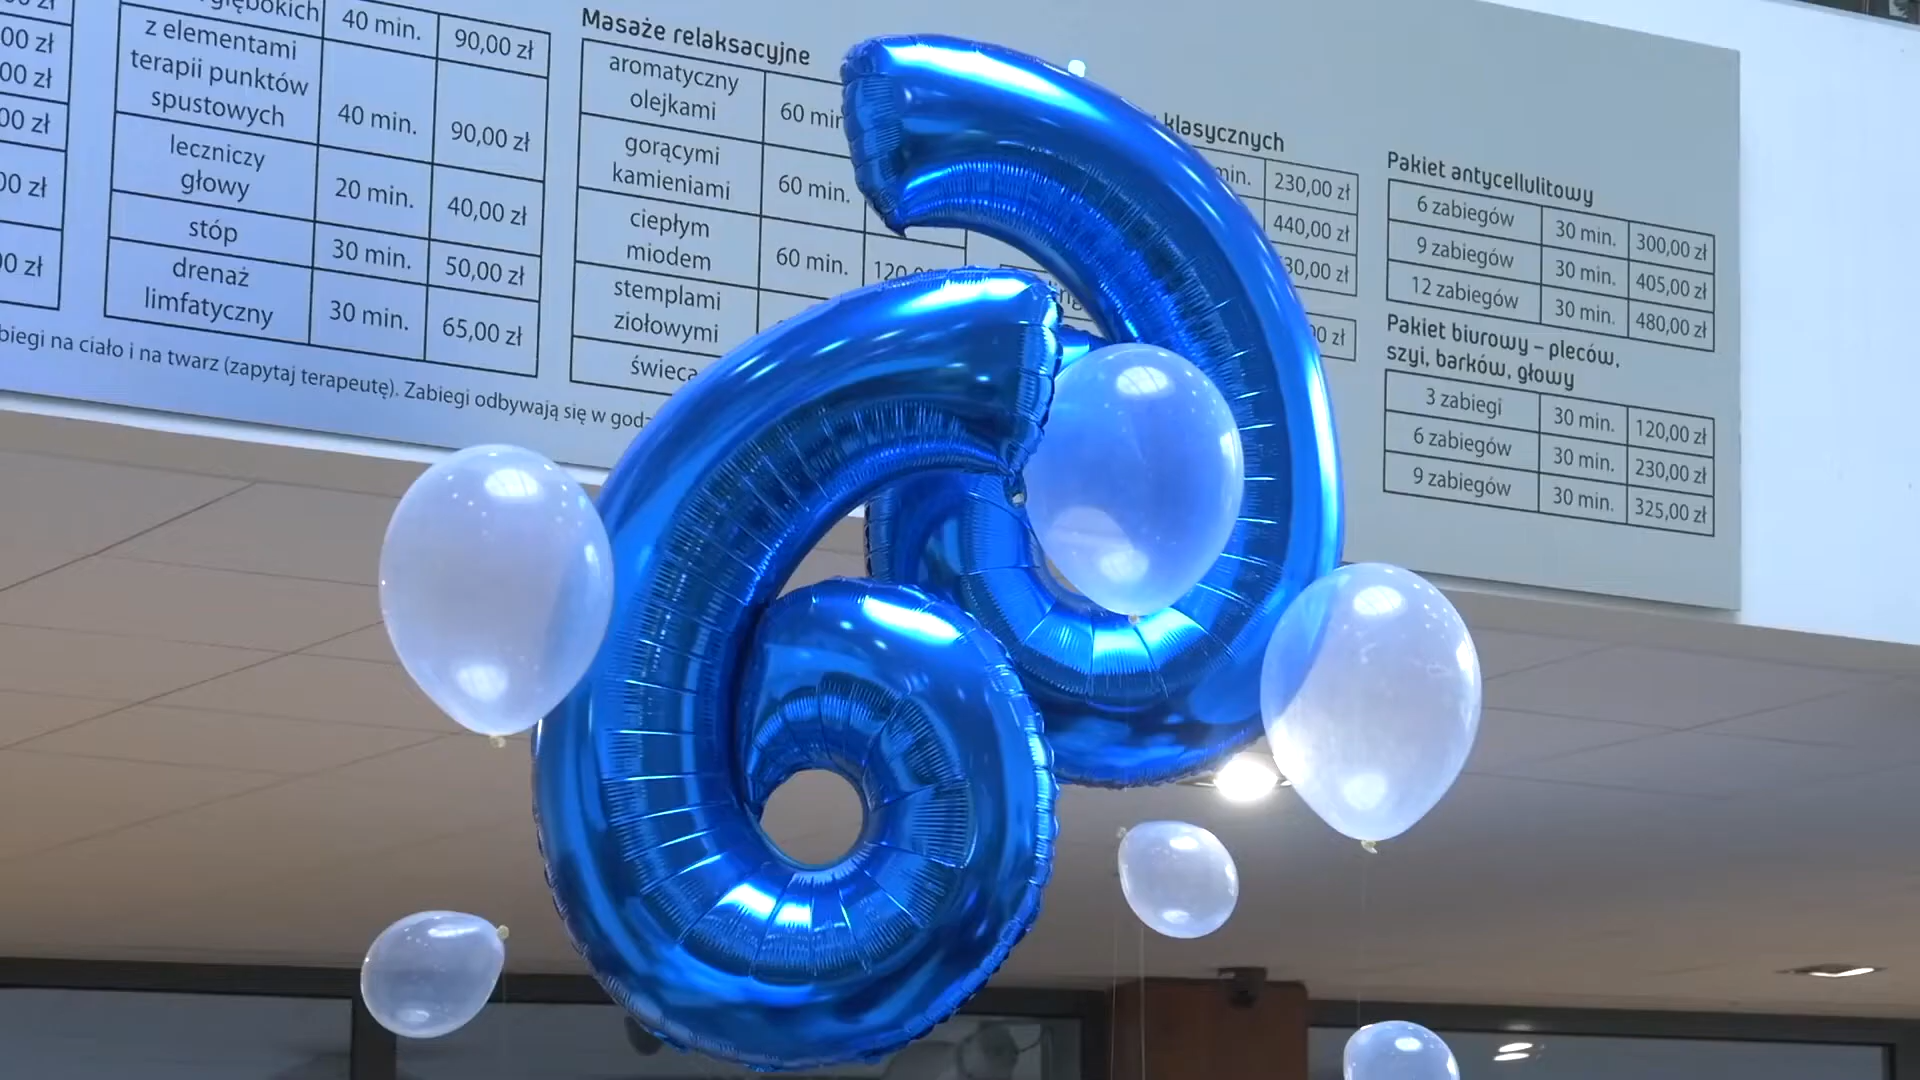 00 zł
00 zł
00 zł
00 zł
00 zł
głębokich 40 min. 90,00 zł
z elementami
terapii punktów
spustowych 40 min. 90,00 zł
leczniczy
głowy 20 min. 40,00 zł
stóp 30 min. 50,00 zł
drenaż
limfatyczny 30 min. 65,00 zł
Masaże relaksacyjne
aromatyczny
olejkami 60 min
gorącymi
kamieniami 60 min.
ciepłym
miodem 60 min. 120,00
stemplami
ziołowymi
świecą
biegi na ciało i na twarz (zapytaj terapeutę). Zabiegi odbywają się w god
klasycznych
min. 230,00 zł
440,00 zł
30,00 zł
00 zł
Pakiet antycellulitowy
6 zabiegów 30 min. 300,00 zł
9 zabiegów 30 min. 405,00 zł
12 zabiegów 30 min. 480,00 zł
Pakiet biurowy – pleców,
szyi, barków, głowy
3 zabiegi 30 min. 120,00 zł
6 zabiegów 30 min. 230,00 zł
9 zabiegów 30 min. 325,00 zł
6